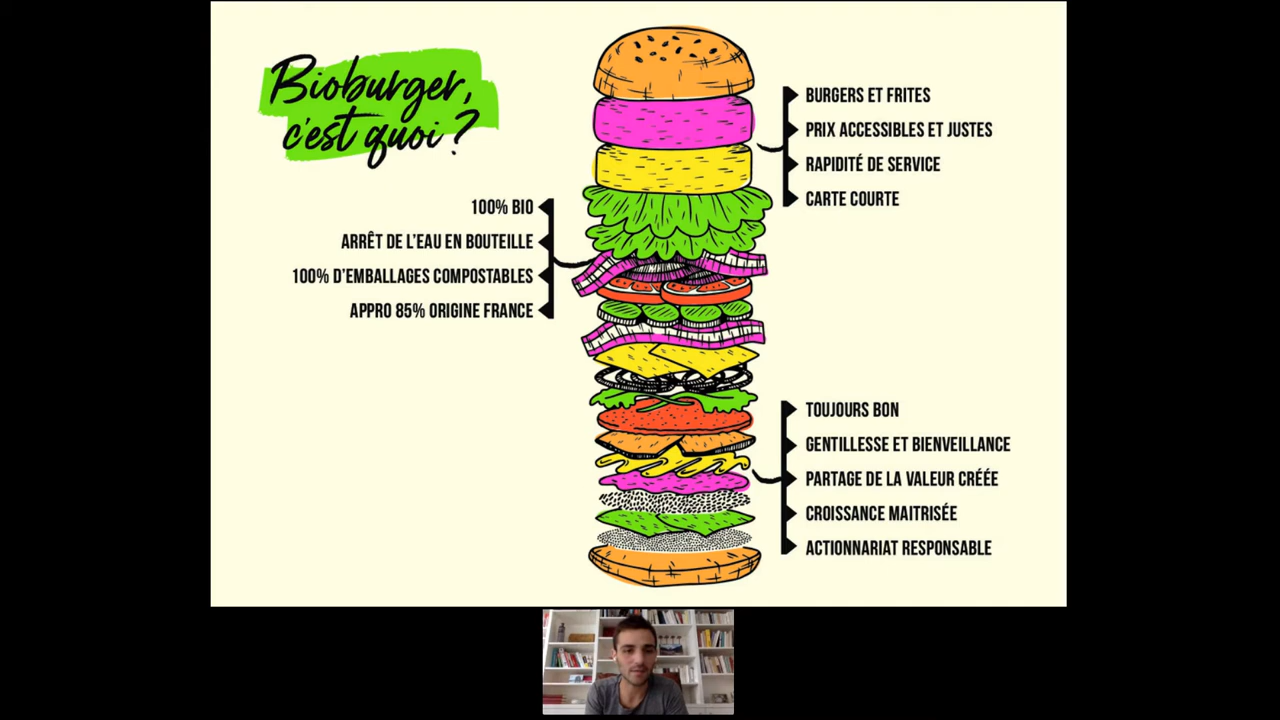 Bioburger,
c'est quoi ?
BURGERS ET FRITES
PRIX ACCESSIBLES ET JUSTES
RAPIDITÉ DE SERVICE
CARTE COURTE
100% BIO
ARRÊT DE L'EAU EN BOUTEILLE
100% D'EMBALLAGES COMPOSTABLES
APPRO 85% ORIGINE FRANCE
TOUJOURS BON
GENTILLESSE ET BIENVEILLANCE
PARTAGE DE LA VALEUR CRÉÉE
CROISSANCE MAITRISÉE
ACTIONNARIAT RESPONSABLE